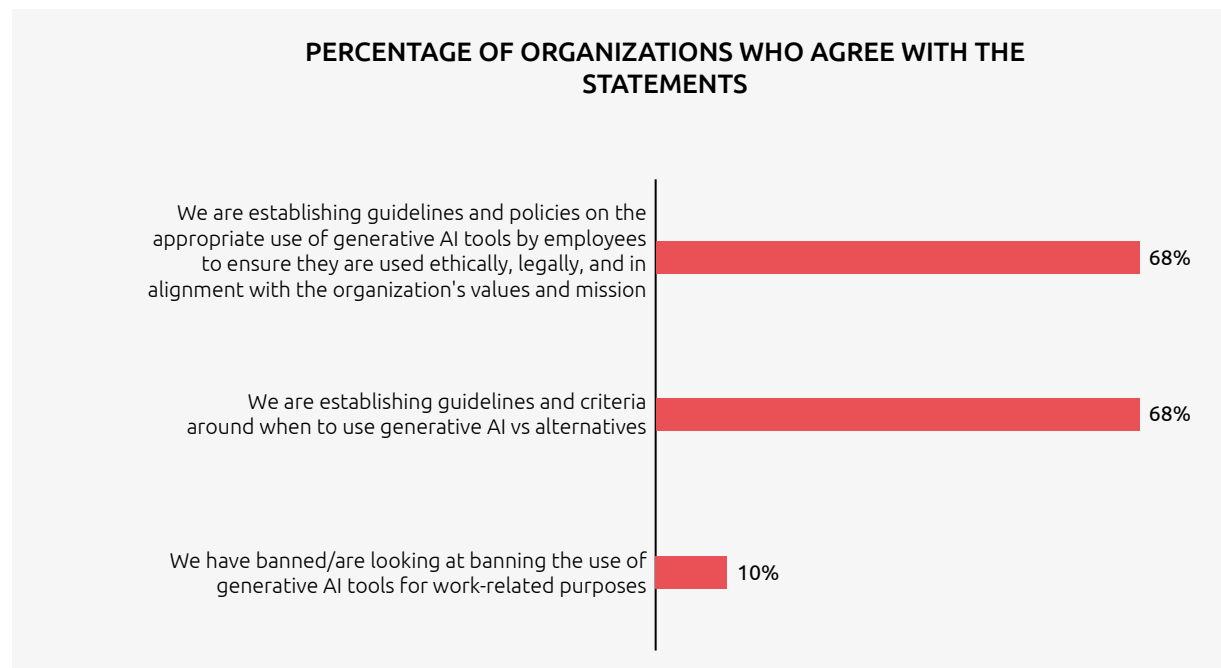 PERCENTAGE OF ORGANIZATIONS WHO AGREE WITH THE
STATEMENTS
We are establishing guidelines and policies on the
appropriate use of generative AI tools by employees
to ensure they are used ethically, legally, and in
alignment with the organization's values and mission
68%
We are establishing guidelines and criteria
around when to use generative AI vs alternatives
68%
We have banned/are looking at banning the use of
generative AI tools for work-related purposes
10%